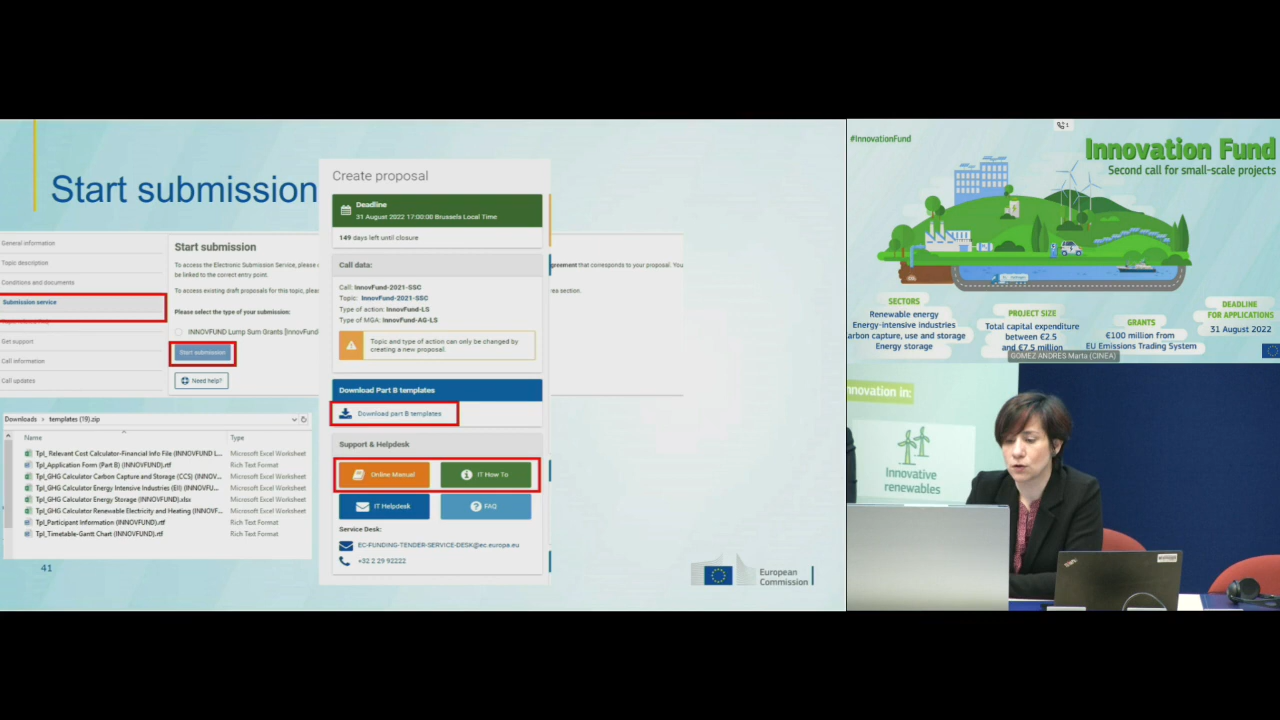 Start submission
General information
Topic description
Conditions and documents
Submission service
Get support
Call information
Call updates
Start submission
To access the Electronic Submission Service, please
be linked to the correct entry point.
To access existing draft proposals for this topic, pleas
Please select the type of your submission:
INNOVFUND Lump Sum Grants [InnovFund
Start submission
Need help?
agreement that corresponds to your proposal. You
es section.
Downloads › templates (19).zip
Name
Type
Tpl_ Relevant Cost Calculator-Financial Info File (INNOVFUND L...
Microsoft Excel Worksheet
Tpl_Application Form (Part B) (INNOVFUND).rtf
Rich Text Format
Tpl_GHG Calculator Carbon Capture and Storage (CCS) (INNOV...
Microsoft Excel Worksheet
Tpl_GHG Calculator Energy Intensive Industries (EII) (INNOVFU...
Microsoft Excel Worksheet
Tpl_GHG Calculator Energy Storage (INNOVFUND).xlsx
Microsoft Excel Worksheet
Tpl_GHG Calculator Renewable Electricity and Heating (INNOVF...
Microsoft Excel Worksheet
Tpl_Participant Information (INNOVFUND).rtf
Rich Text Format
Tpl_Timetable-Gantt Chart (INNOVFUND).rtf
Rich Text Format
41
Create proposal
Deadline
31 August 2022 17:00:00 Brussels Local Time
149 days left until closure
Call data:
Call: InnovFund-2021-SSC
Topic: InnovFund-2021-SSC
Type of action: InnovFund-LS
Type of MGA: InnovFund-AG-LS
Topic and type of action can only be changed by
creating a new proposal.
Download Part B templates
Download part B templates
Support & Helpdesk
Online Manual
IT How To
IT Helpdesk
FAQ
Service Desk:
EC-FUNDING-TENDER-SERVICE-DESK@ec.europa.eu
+32 2 29 92222
European
Commission
#InnovationFund
Innovation Fund
Second call for small-scale projects
SECTORS
Renewable energy
Energy-intensive industries
arbon capture, use and storage
Energy storage
PROJECT SIZE
Total capital expenditure
between €2.5
and €7.5 million
GRANTS
€100 million from
EU Emissions Trading System
DEADLINE
FOR APPLICATIONS
31 August 2022
GOMEZ ANDRES Marta (CINEA)
nnovation in:
Innovative
renewables